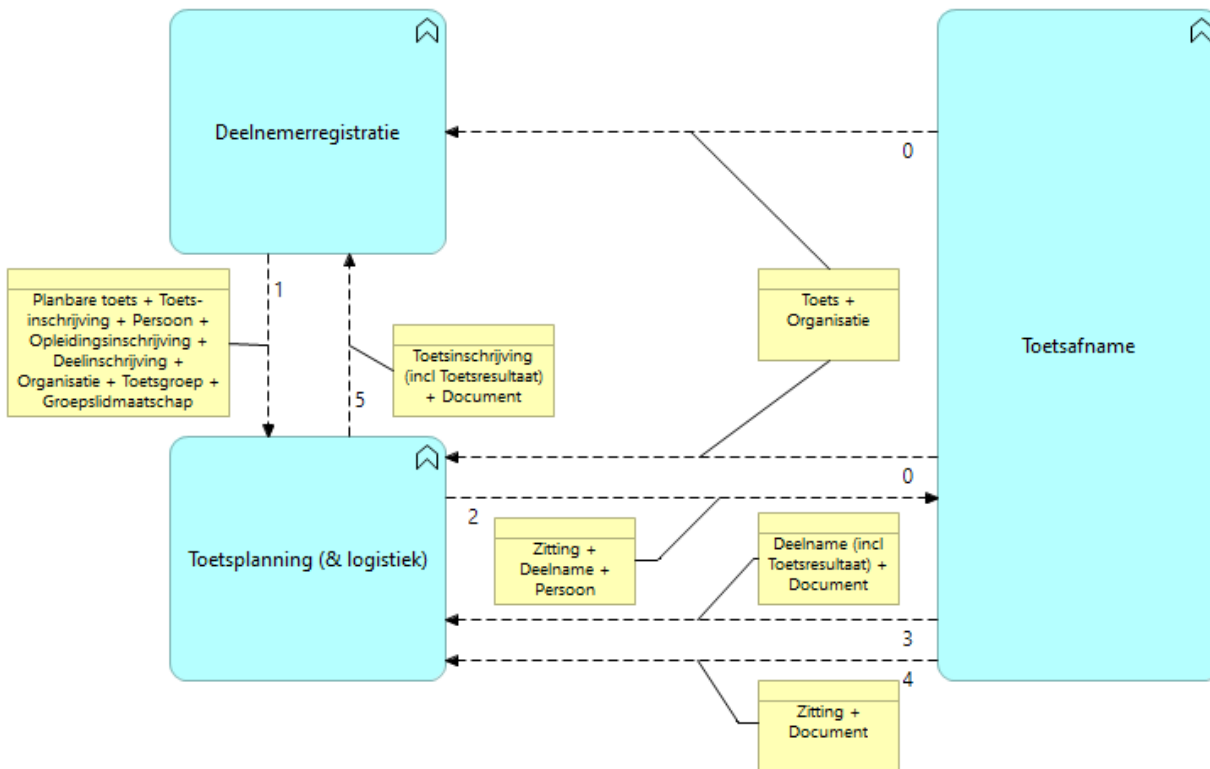 Deelnemerregistratie
0
1
Planbare toets + Toets-
inschrijving + Persoon +
Opleidingsinschrijving +
Deelinschrijving +
Organisatie + Toetsgroep +
Groepslidmaatschap
Toetsinschrijving
(incl Toetsresultaat)
+ Document
5
Toets +
Organisatie
Toetsafname
0
2
Toetsplanning (& logistiek)
Zitting +
Deelname +
Persoon
Deelname (incl
Toetsresultaat) +
Document
3
4
Zitting +
Document